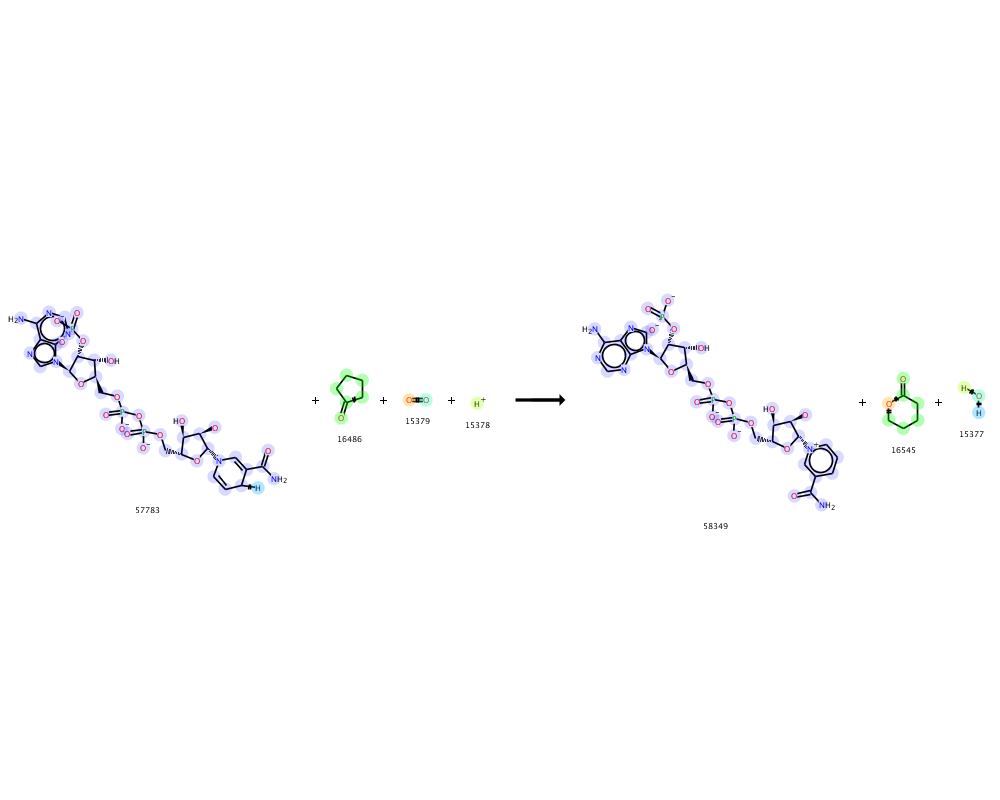 H₂N N N N N O O⁻ P O O⁻ O OH O
O P O O⁻ O P O O⁻ O HO O O
N O NH₂ H
57783
+
O
16486
+
O O
15379
+
H⁺
15378
H₂N N N N N O⁻ P O O⁻ O OH O
O P O O⁻ O P O O⁻ O HO O O
N⁺ O NH₂
58349
+
O O
16545
+
H O H
15377